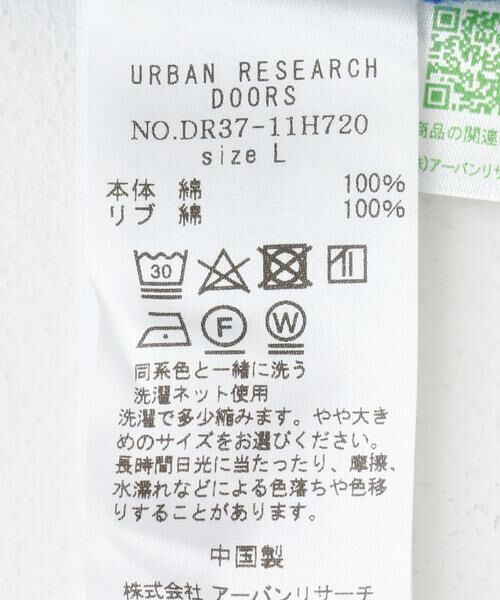 URBAN RESEARCH
DOORS
NO.DR37-11H720
size L
本体 綿 100%
リブ 綿 100%
30
F W
同系色と一緒に洗う
洗濯ネット使用
洗濯で多少縮みます。やや大き
めのサイズをお選びください。
長時間日光に当たったり、摩擦、
水濡れなどによる色落ちや色移
りすることがあります。
中国製
株式会社 アーバンリサーチ
商品の関連
アーバンリサ